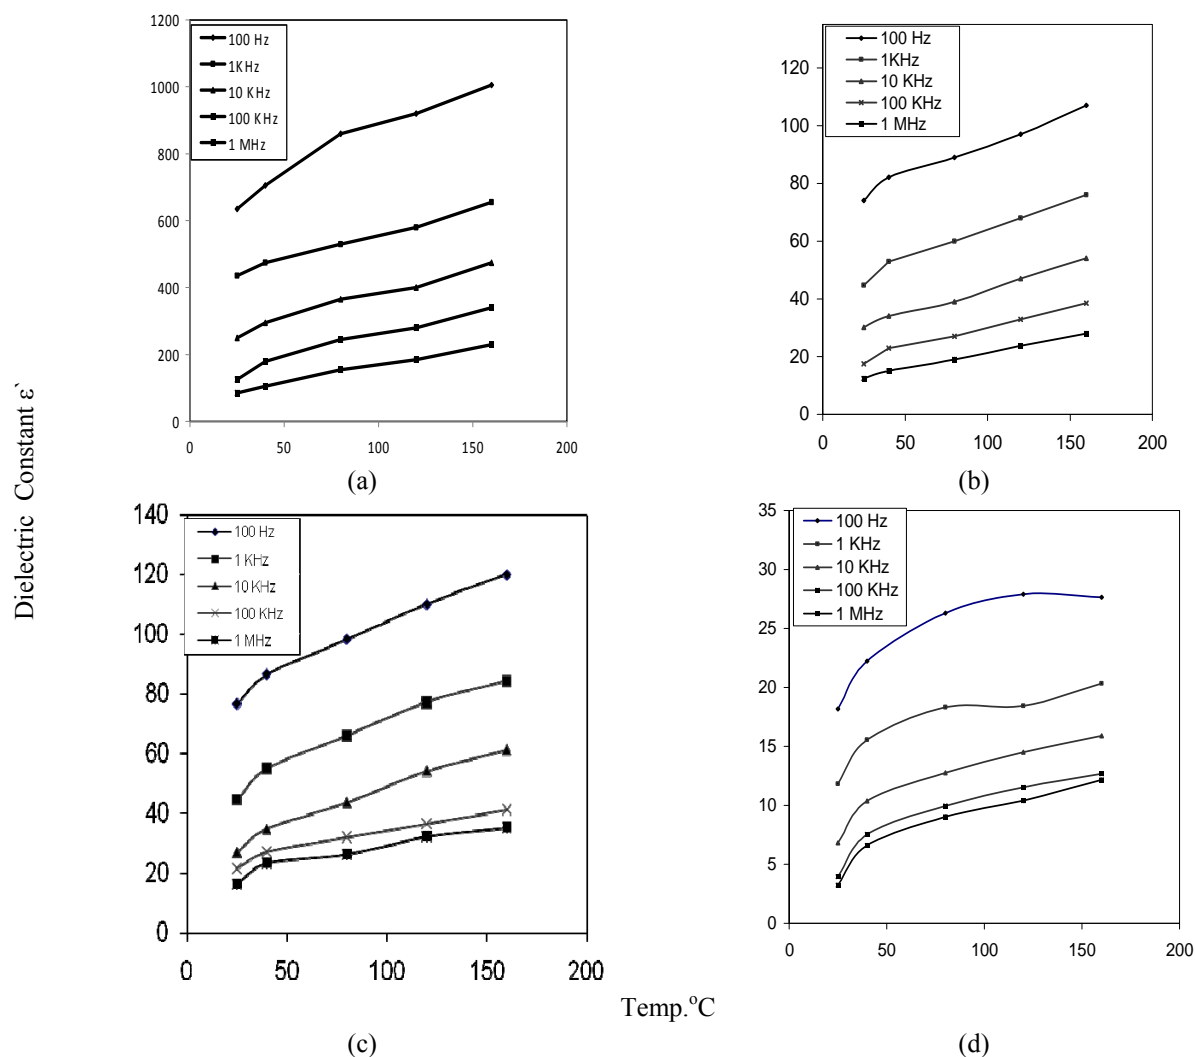 1200
1000
800
600
400
200
0
0 50 100 150 200
100 Hz
1KHz
10 KHz
100 KHz
1 MHz
(a)
120
100
80
60
40
20
0
0 50 100 150 200
100 Hz
1KHz
10 KHz
100 KHz
1 MHz
(b)
Dielectric Constant ε`
140
120
100
80
60
40
20
0
0 50 100 150 200
100 Hz
1 KHz
10 KHz
100 KHz
1 MHz
(c)
35
30
25
20
15
10
5
0
0 50 100 150 200
100 Hz
1 KHz
10 KHz
100 KHz
1 MHz
Temp.°C
(d)